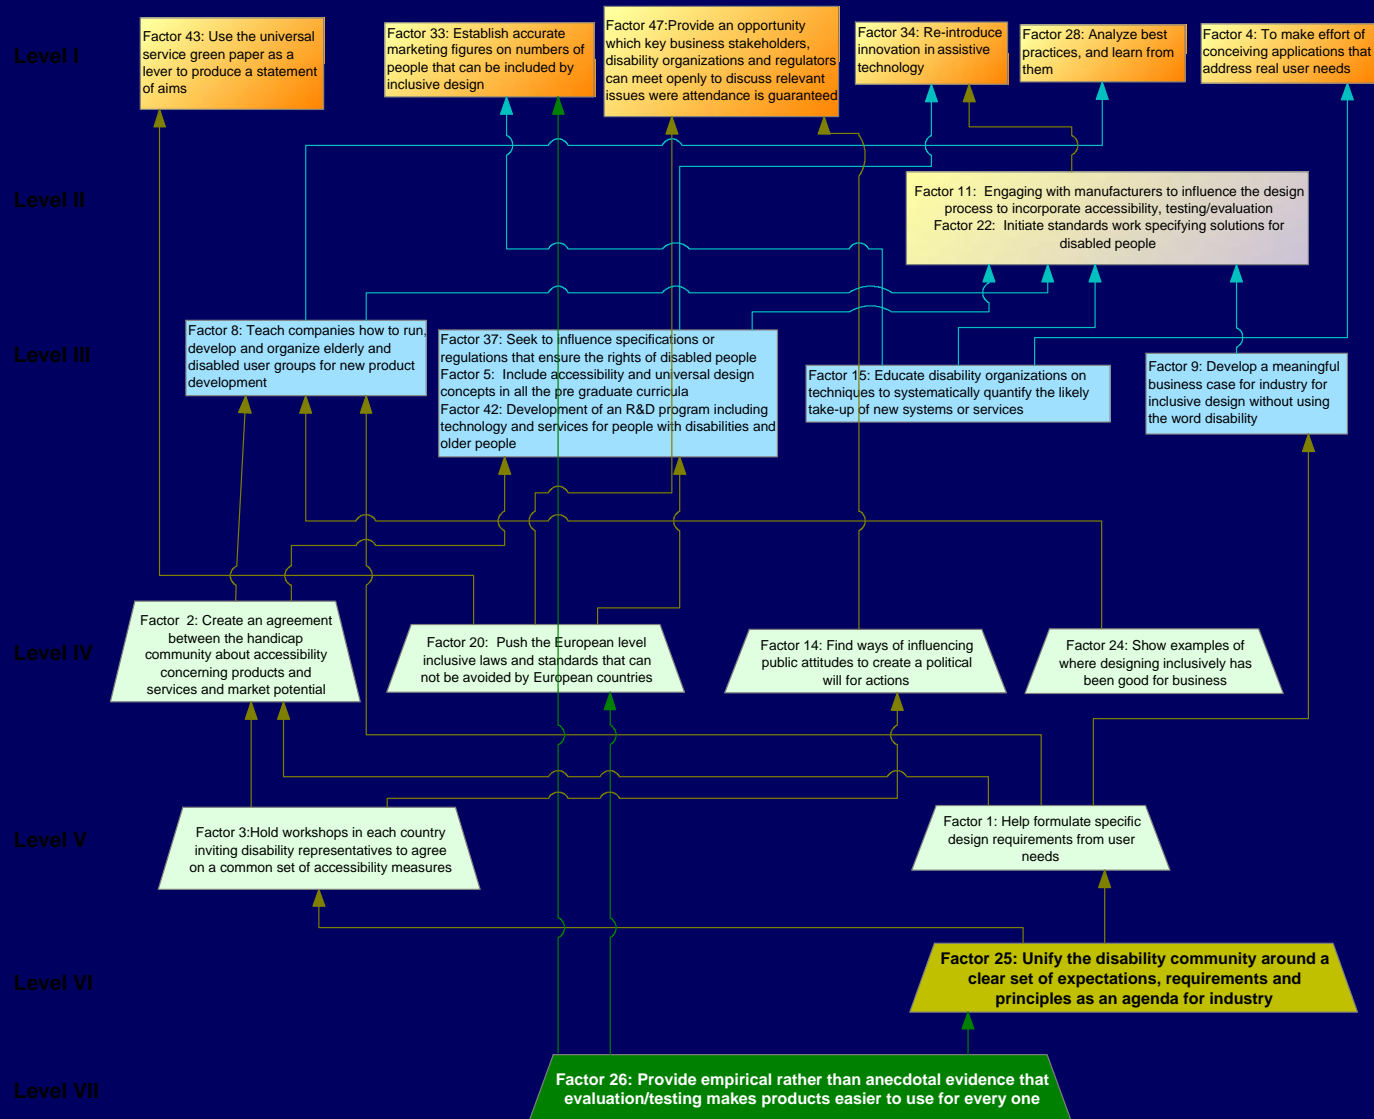 Level I
Factor 43: Use the universal
service green paper as a
lever to produce a statement
of aims
Factor 33: Establish accurate
marketing figures on numbers of
people that can be included by
inclusive design
Factor 47:Provide an opportunity
which key business stakeholders,
disability organizations and regulators
can meet openly to discuss relevant
issues were attendance is guaranteed
Factor 34: Re-introduce
innovation in assistive
technology
Factor 28: Analyze best
practices, and learn from
them
Factor 4: To make effort of
conceiving applications that
address real user needs
Level II
Factor 11: Engaging with manufacturers to influence the design
process to incorporate accessibility, testing/evaluation
Factor 22: Initiate standards work specifying solutions for
disabled people
Level III
Factor 8: Teach companies how to run,
develop and organize elderly and
disabled user groups for new product
development
Factor 37: Seek to influence specifications or
regulations that ensure the rights of disabled people
Factor 5: Include accessibility and universal design
concepts in all the pre graduate curricula
Factor 42: Development of an R&D program including
technology and services for people with disabilities and
older people
Factor 15: Educate disability organizations on
techniques to systematically quantify the likely
take-up of new systems or services
Factor 9: Develop a meaningful
business case for industry for
inclusive design without using
the word disability
Level IV
Factor 2: Create an agreement
between the handicap
community about accessibility
concerning products and
services and market potential
Factor 20: Push the European level
inclusive laws and standards that can
not be avoided by European countries
Factor 14: Find ways of influencing
public attitudes to create a political
will for actions
Factor 24: Show examples of
where designing inclusively has
been good for business
Level V
Factor 3:Hold workshops in each country
inviting disability representatives to agree
on a common set of accessibility measures
Factor 1: Help formulate specific
design requirements from user
needs
Level VI
Factor 25: Unify the disability community around a
clear set of expectations, requirements and
principles as an agenda for industry
Level VII
Factor 26: Provide empirical rather than anecdotal evidence that
evaluation/testing makes products easier to use for every one